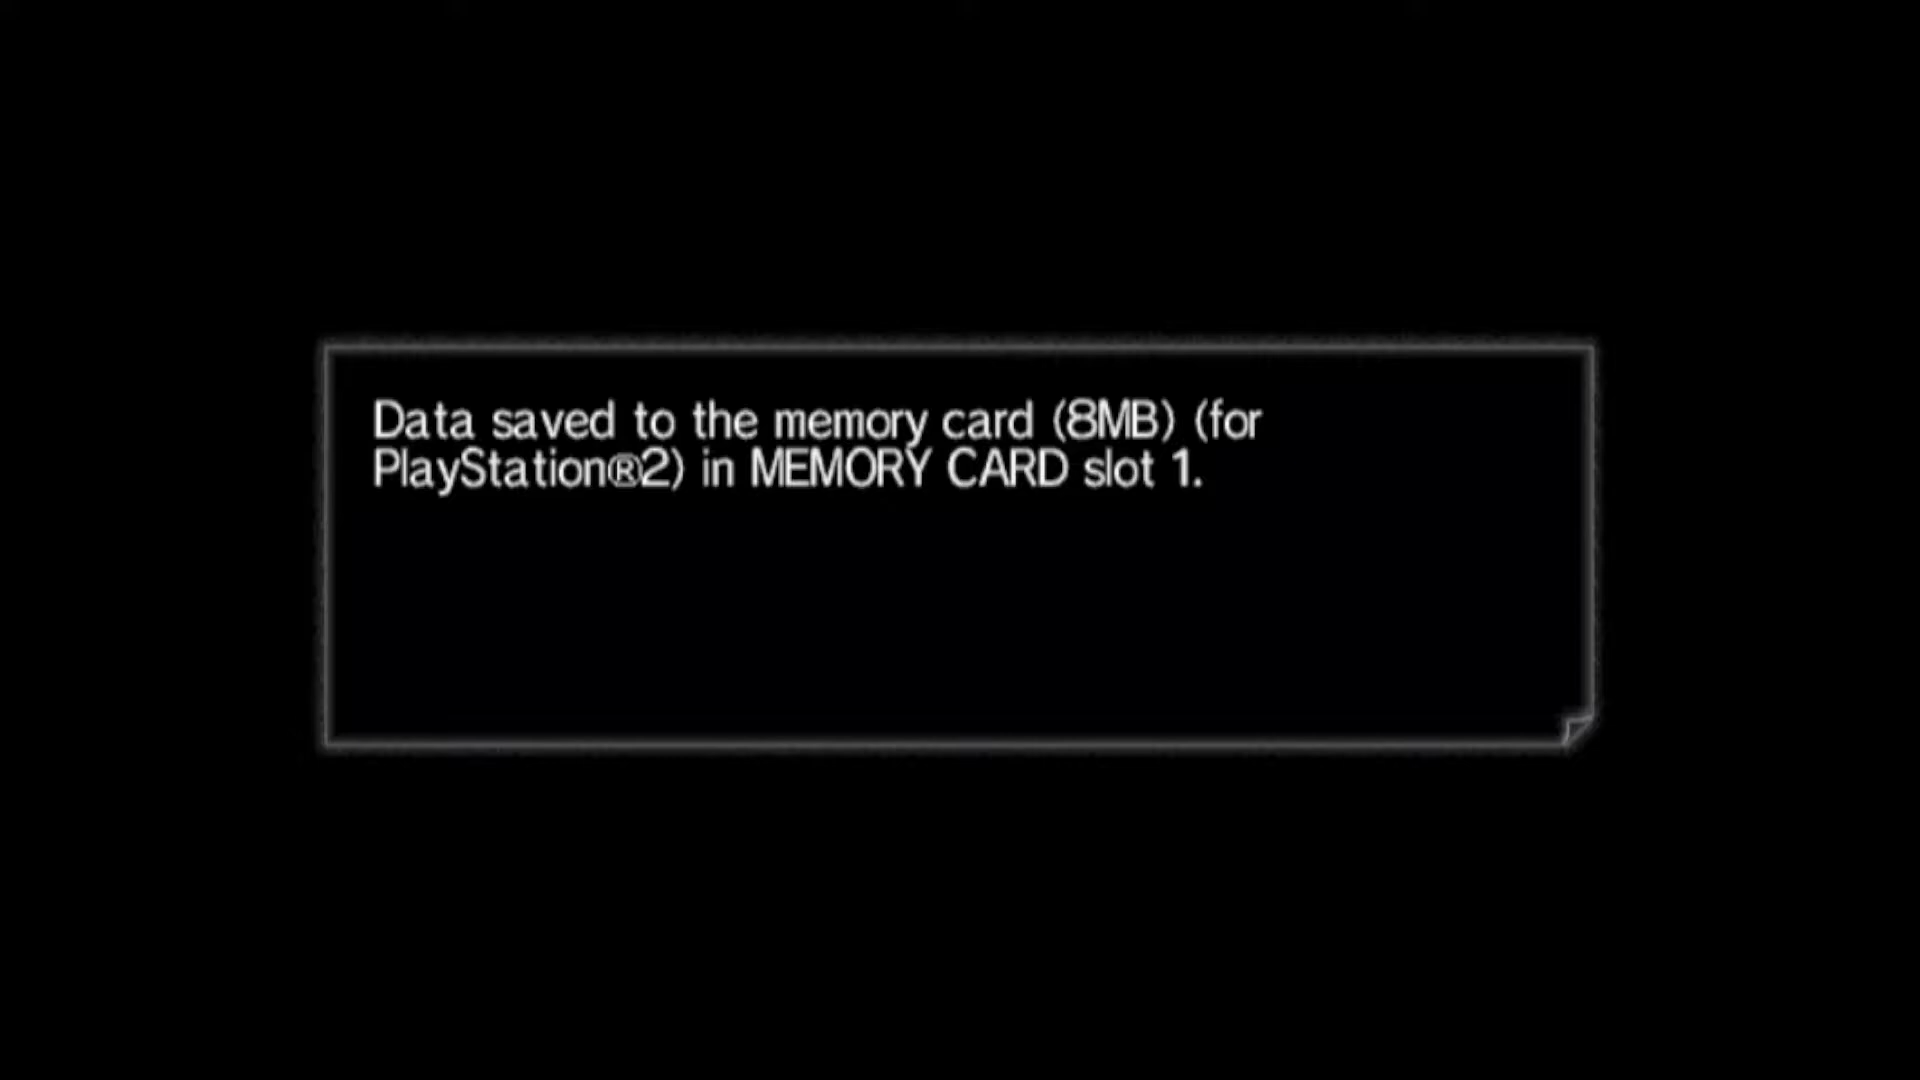 Data saved to the memory card (8MB) (for
PlayStation®2) in MEMORY CARD slot 1.